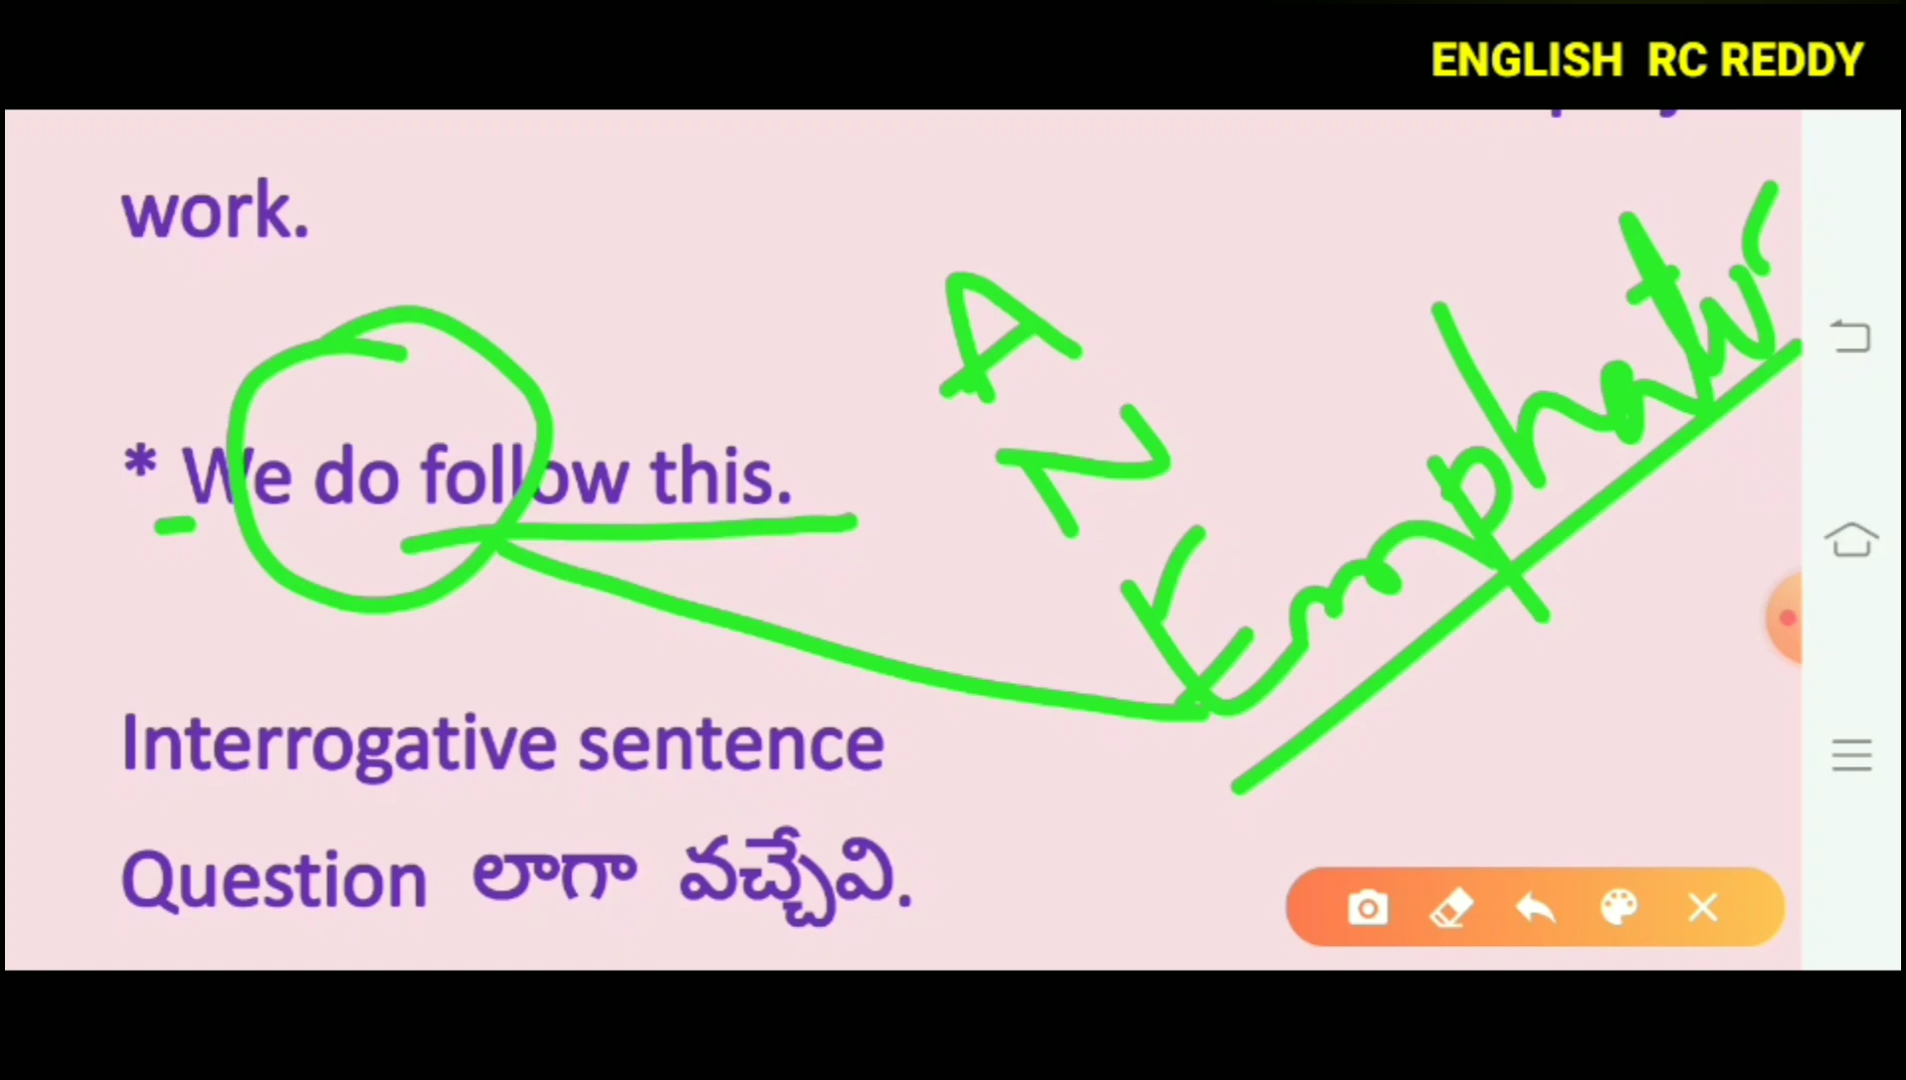 ENGLISH RC REDDY
work.
A
N
Emphatic
* We do follow this.
Interrogative sentence
Question లాగా వచ్చేవి.